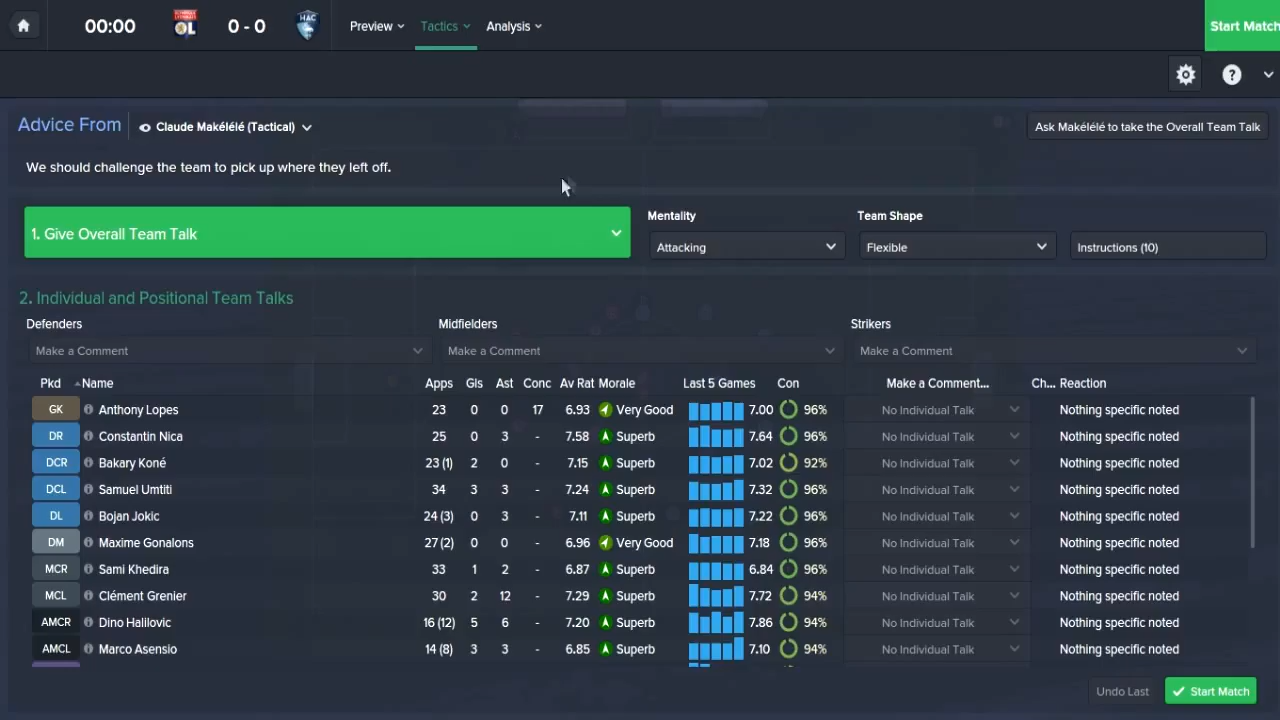 00:00 OL 0 - 0 HAC Preview Tactics Analysis Start Match
Advice From Claude Makélélé (Tactical) Ask Makélélé to take the Overall Team Talk
We should challenge the team to pick up where they left off.
Mentality Team Shape
1. Give Overall Team Talk Attacking Flexible Instructions (10)
2. Individual and Positional Team Talks
Defenders Midfielders Strikers
Make a Comment Make a Comment Make a Comment
Pkd Name Apps Gls Ast Conc Av Rat Morale Last 5 Games Con Make a Comment... Ch... Reaction
GK Anthony Lopes 23 0 0 17 6.93 Very Good 7.00 96% No Individual Talk Nothing specific noted
DR Constantin Nica 25 0 3 - 7.58 Superb 7.64 96% No Individual Talk Nothing specific noted
DCR Bakary Koné 23 (1) 2 0 - 7.15 Superb 7.02 92% No Individual Talk Nothing specific noted
DCL Samuel Umtiti 34 3 3 - 7.24 Superb 7.32 96% No Individual Talk Nothing specific noted
DL Bojan Jokic 24 (3) 0 3 - 7.11 Superb 7.22 96% No Individual Talk Nothing specific noted
DM Maxime Gonalons 27 (2) 0 0 - 6.96 Very Good 7.18 96% No Individual Talk Nothing specific noted
MCR Sami Khedira 33 1 2 - 6.87 Superb 6.84 96% No Individual Talk Nothing specific noted
MCL Clément Grenier 30 2 12 - 7.29 Superb 7.72 94% No Individual Talk Nothing specific noted
AMCR Dino Halilovic 16 (12) 5 6 - 7.20 Superb 7.86 94% No Individual Talk Nothing specific noted
AMCL Marco Asensio 14 (8) 3 3 - 6.85 Superb 7.10 94% No Individual Talk Nothing specific noted
Undo Last Start Match